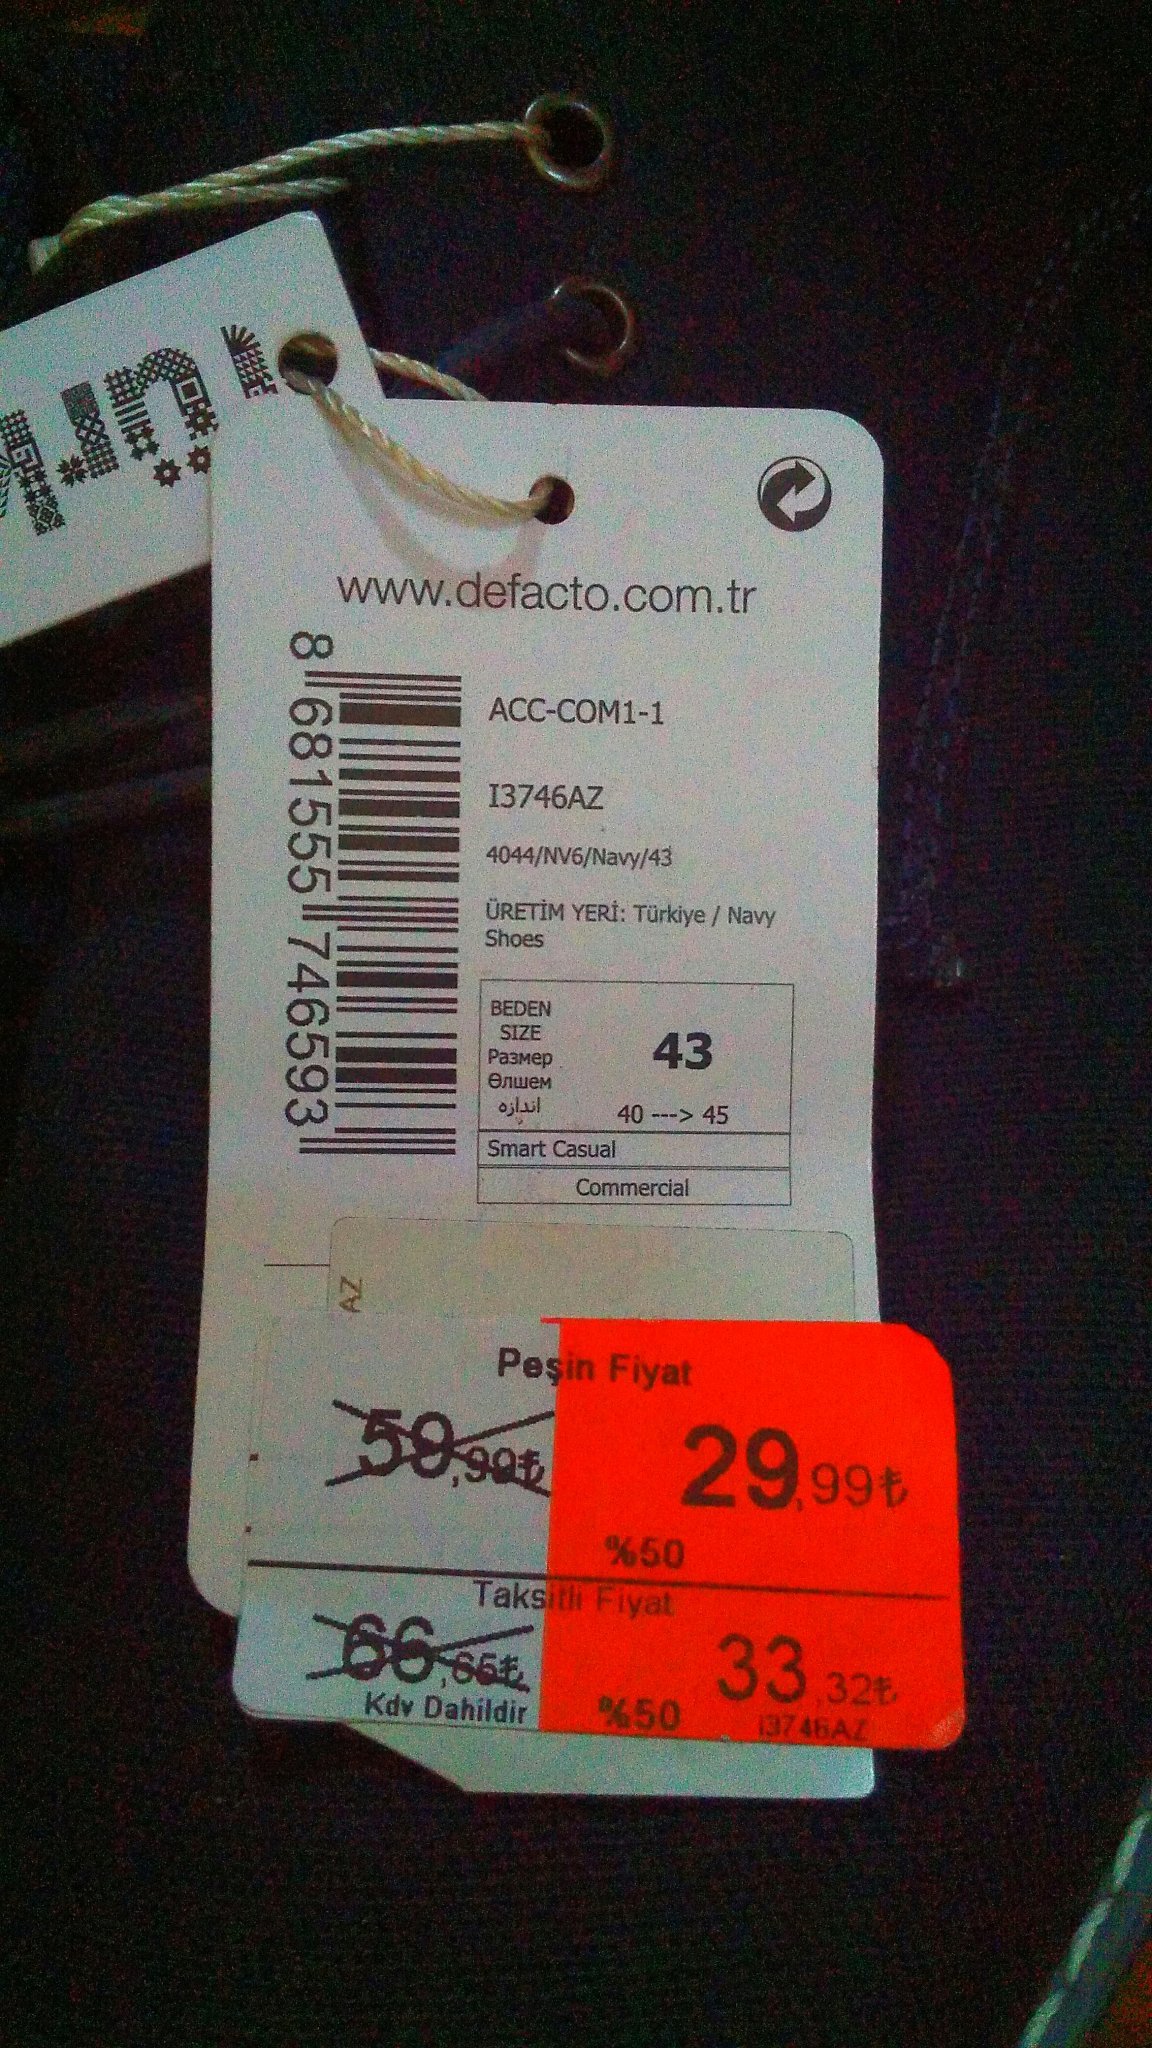 www.defacto.com.tr
8 681555 746593
ACC-COM1-1
I3746AZ
4044/NV6/Navy/43
ÜRETİM YERİ: Türkiye / Navy
Shoes
BEDEN
SIZE
Размер
Өлшем
اندازه
43
40 ---> 45
Smart Casual
Commercial
AZ
Peşin Fiyat
59,99₺
29,99₺
%50
Taksitli Fiyat
66,65₺
33,32₺
Kdv Dahildir
%50
I3746AZ